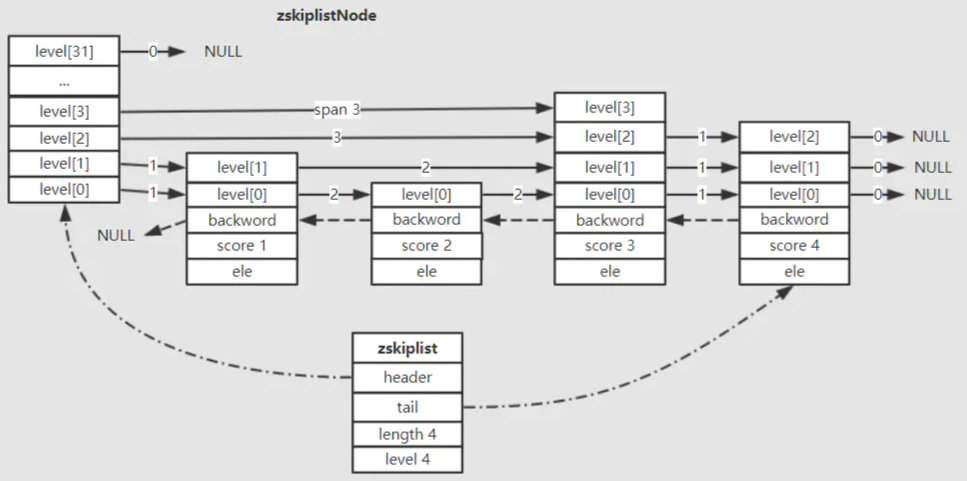 zskiplistNode
level[31]
0
NULL
...
level[3]
span 3
level[3]
level[2]
3
level[2]
1
level[2]
0
NULL
level[1]
1
level[1]
2
level[1]
1
level[1]
0
NULL
level[0]
1
level[0]
2
level[0]
2
level[0]
1
level[0]
0
NULL
NULL
backword
backword
backword
backword
score 1
score 2
score 3
score 4
ele
ele
ele
ele
zskiplist
header
tail
length 4
level 4